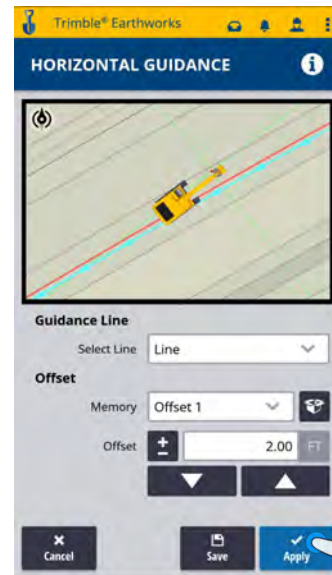 Trimble® Earthworks
HORIZONTAL GUIDANCE
Guidance Line
Select Line Line
Offset
Memory Offset 1
Offset 2.00 FT
Cancel Save Apply